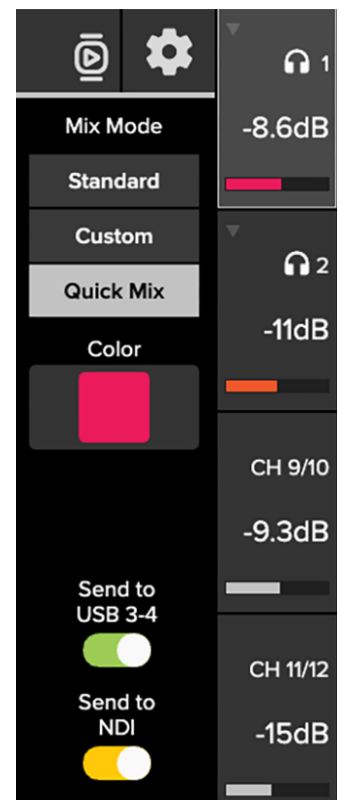 Mix Mode
Standard
Custom
Quick Mix
Color
Send to
USB 3-4
Send to
NDI
1
-8.6dB
2
-11dB
CH 9/10
-9.3dB
CH 11/12
-15dB